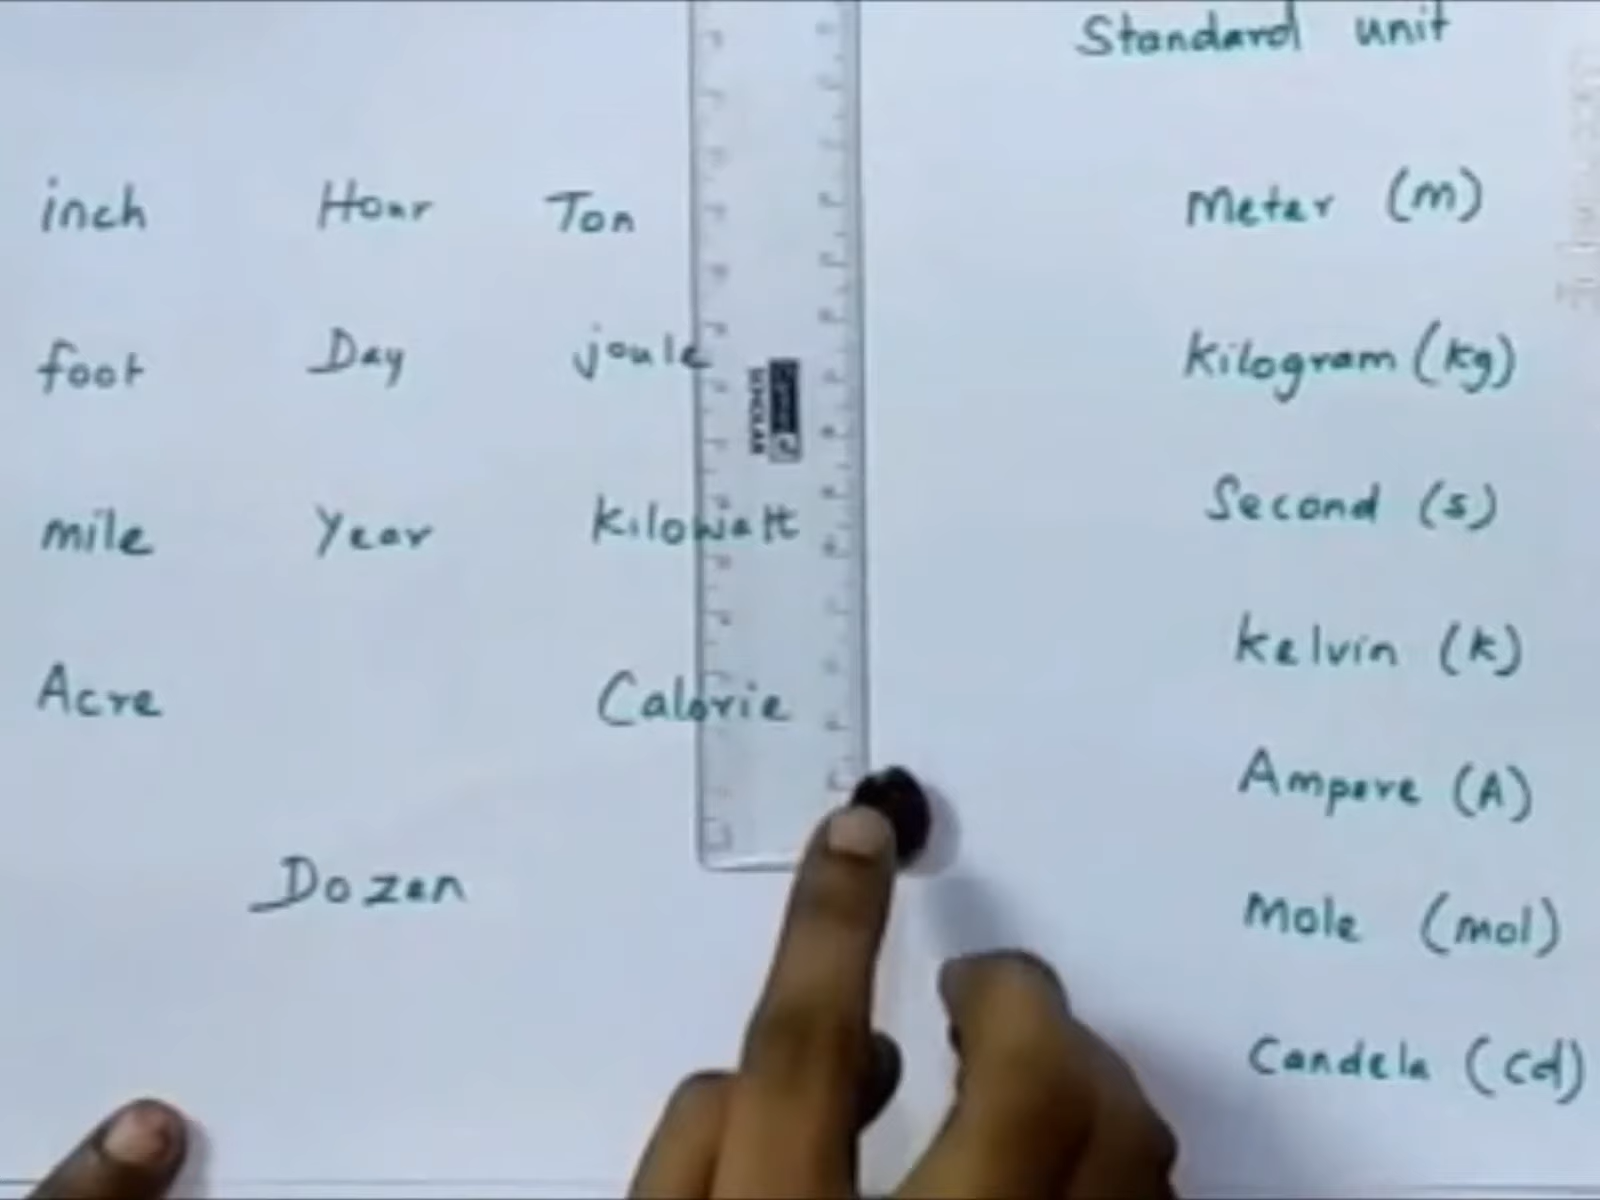 Standard unit
inch Hour Ton Meter (m)
foot Day joule Kilogram (kg)
SCHOLAR
mile Year Kilowatt Second (s)
Kelvin (k)
Acre Calorie
Ampere (A)
Dozen Mole (mol)
Candela (cd)